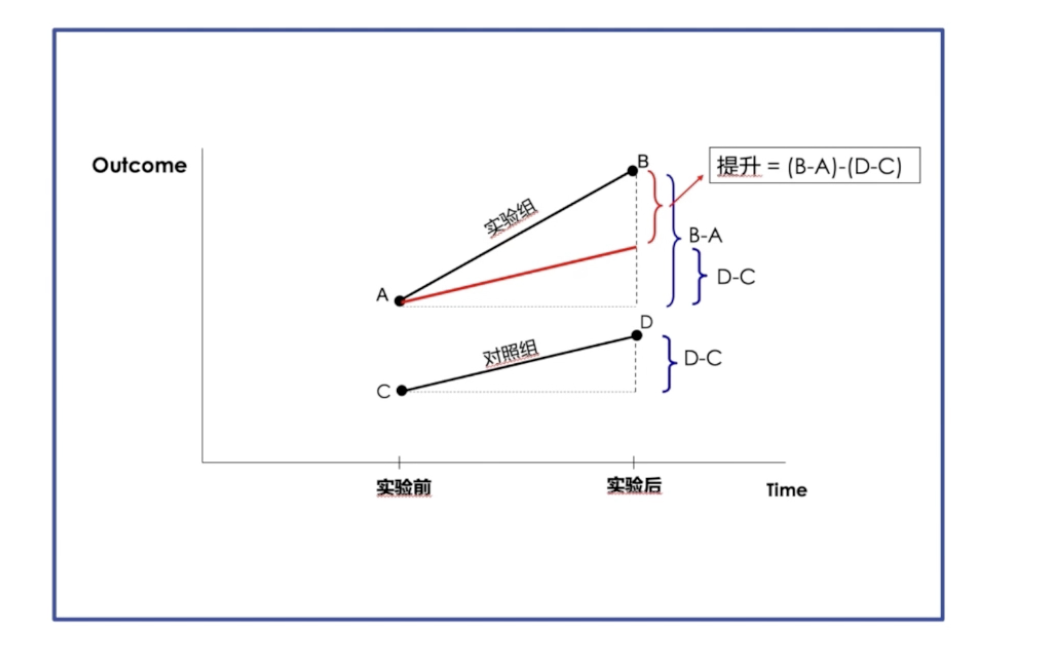 Outcome
B
提升 = (B-A)-(D-C)
实验组
B-A
D-C
A
D
对照组
D-C
C
实验前
实验后
Time